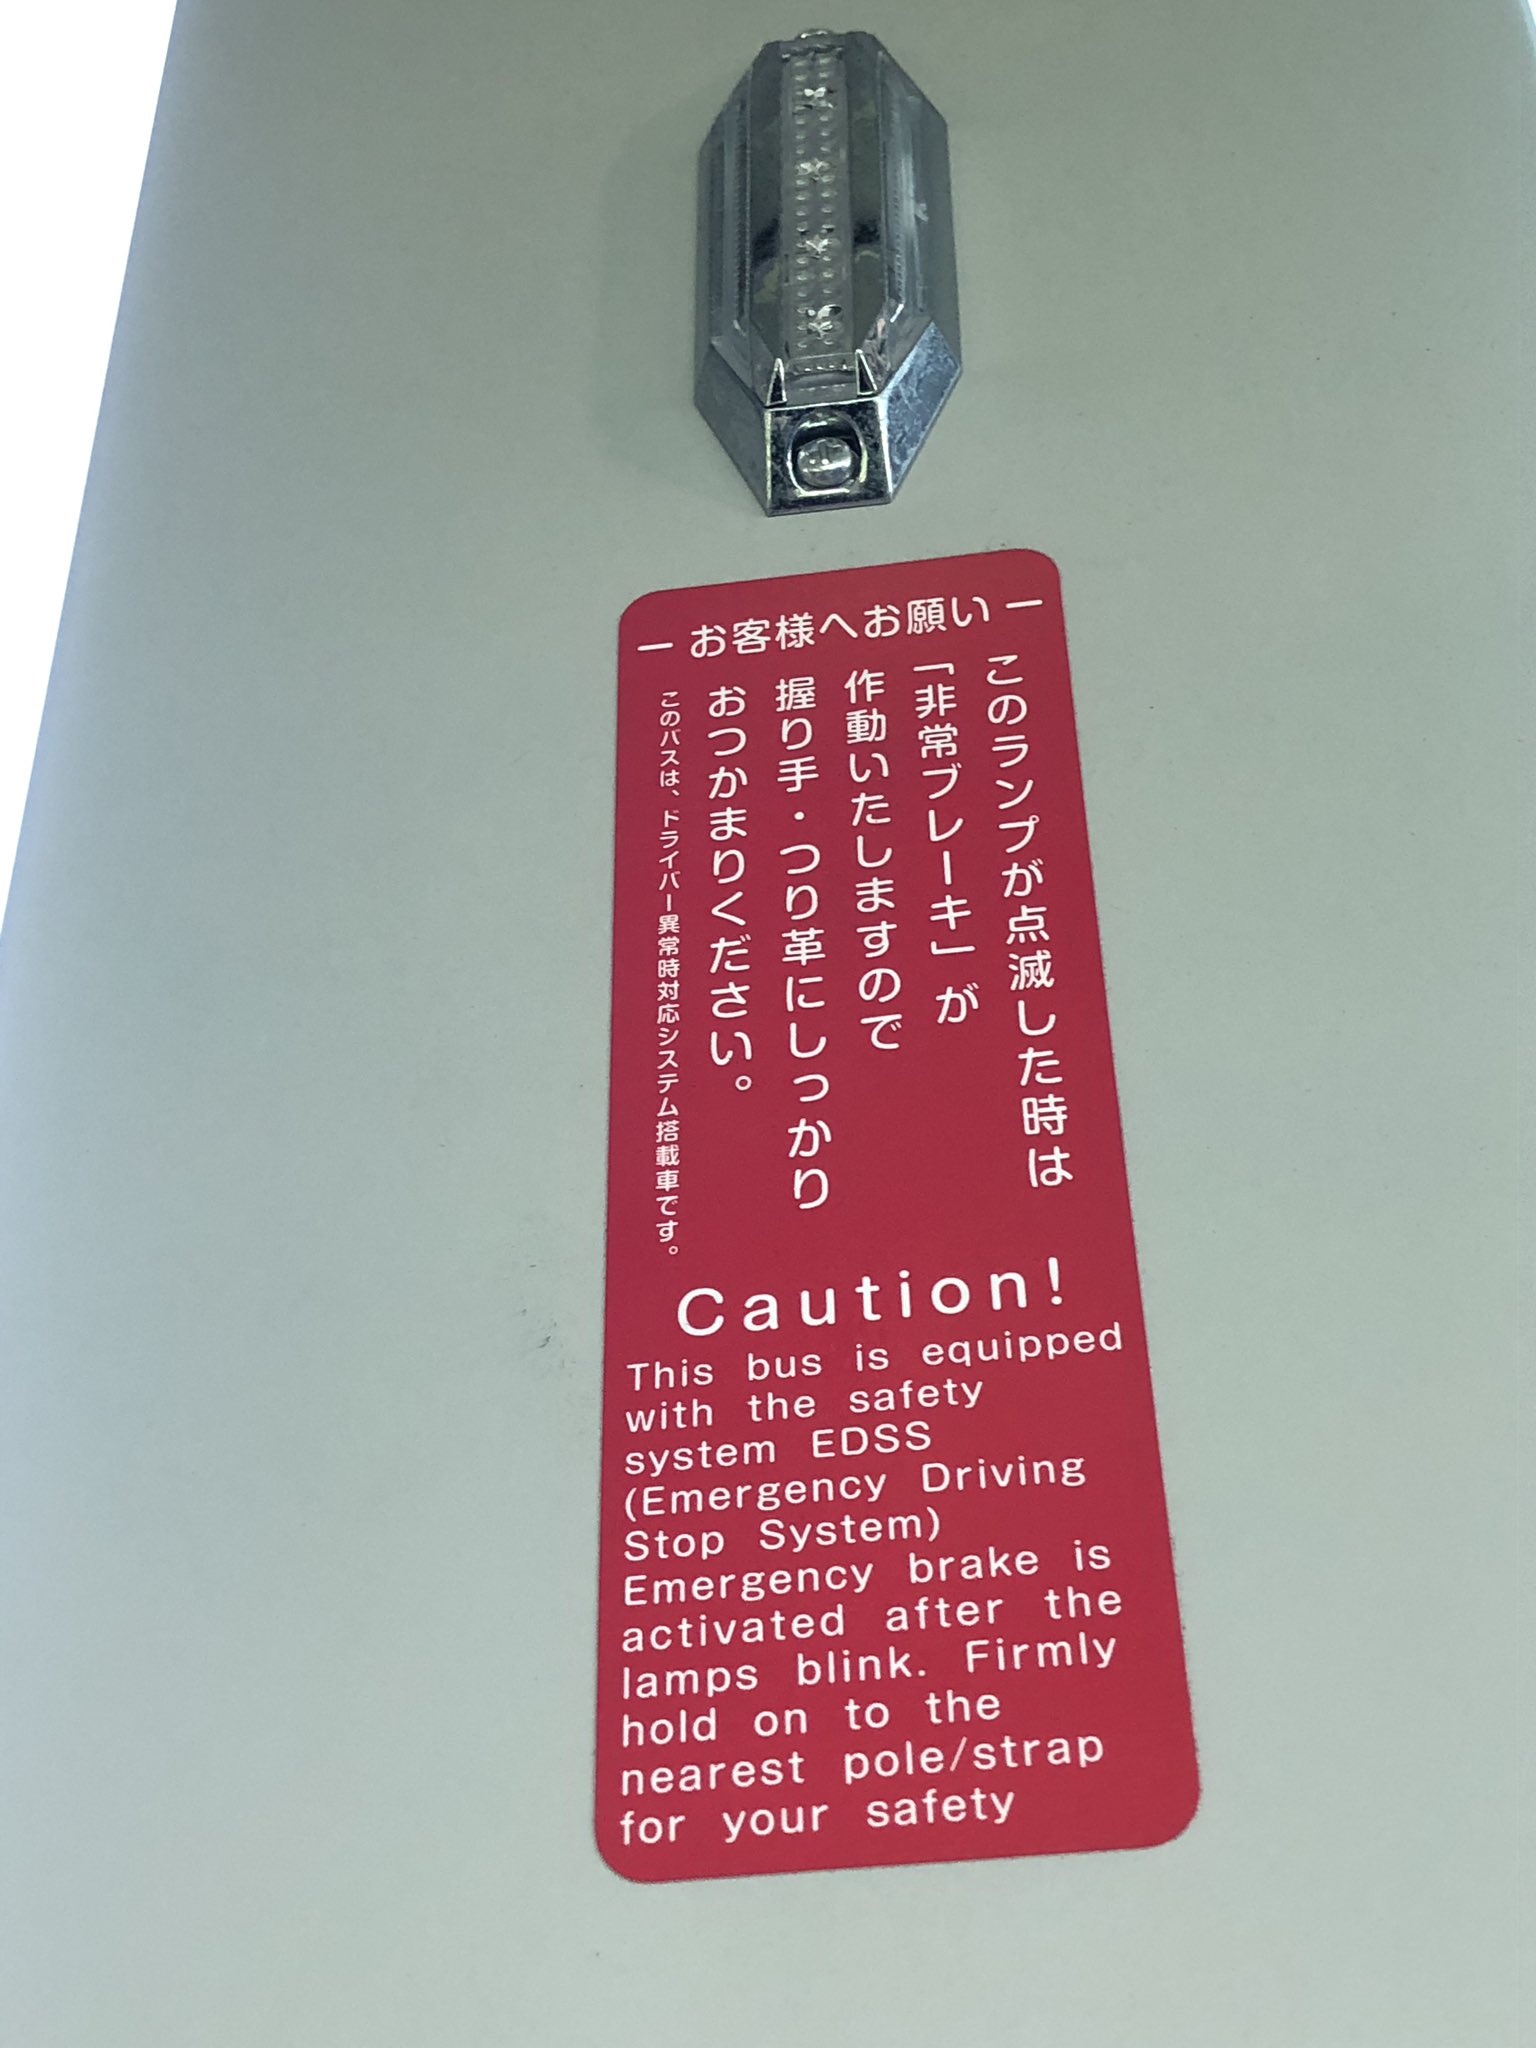 ー お客様へお願い ー
このランプが点滅した時は
「非常ブレーキ」が
作動いたしますので
握り手・つり革にしっかり
おつかまりください。
このバスは、ドライバー異常時対応システム搭載車です。
Caution!
This bus is equipped
with the safety
system EDSS
(Emergency Driving
Stop System)
Emergency brake is
activated after the
lamps blink. Firmly
hold on to the
nearest pole/strap
for your safety